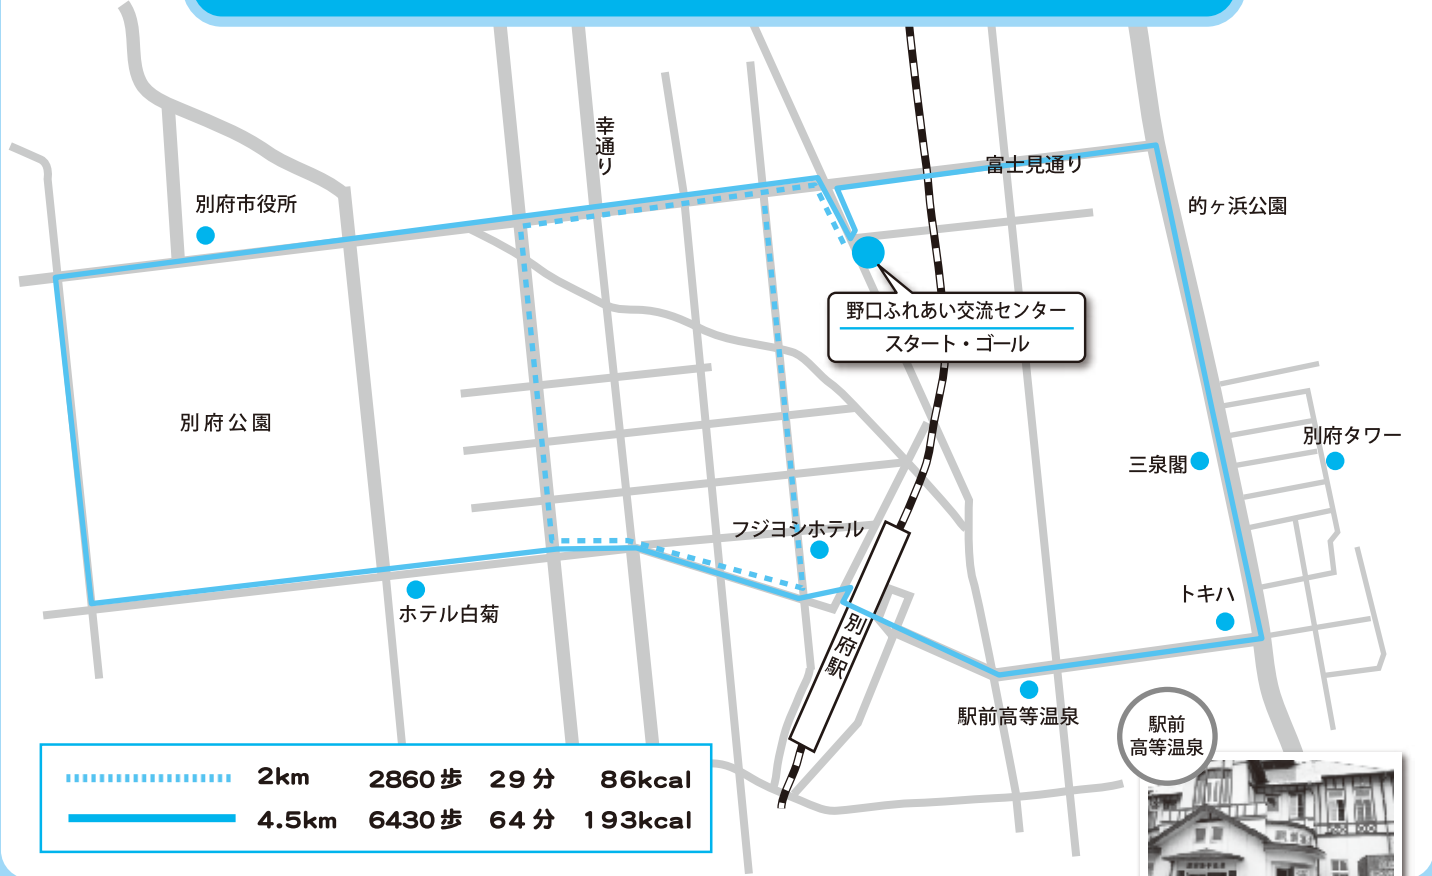 幸通り
富士見通り
別府市役所
的ヶ浜公園
野口ふれあい交流センター
スタート・ゴール
別府公園
別府タワー
三泉閣
フジヨシホテル
トキハ
ホテル白菊
別府駅
駅前高等温泉
駅前
高等温泉
2km 2860歩 29分 86kcal
4.5km 6430歩 64分 193kcal